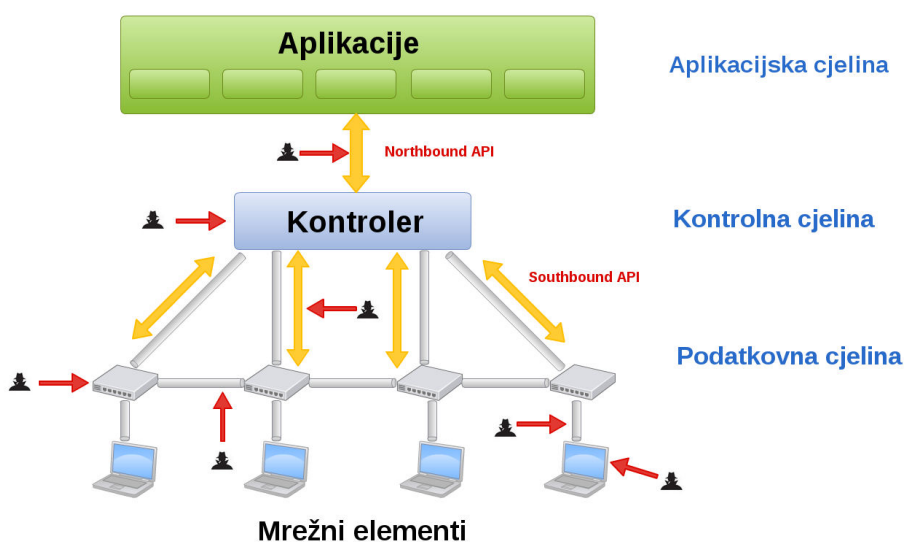 Aplikacije
Aplikacijska cjelina
Northbound API
Kontroler
Kontrolna cjelina
Southbound API
Podatkovna cjelina
Mrežni elementi